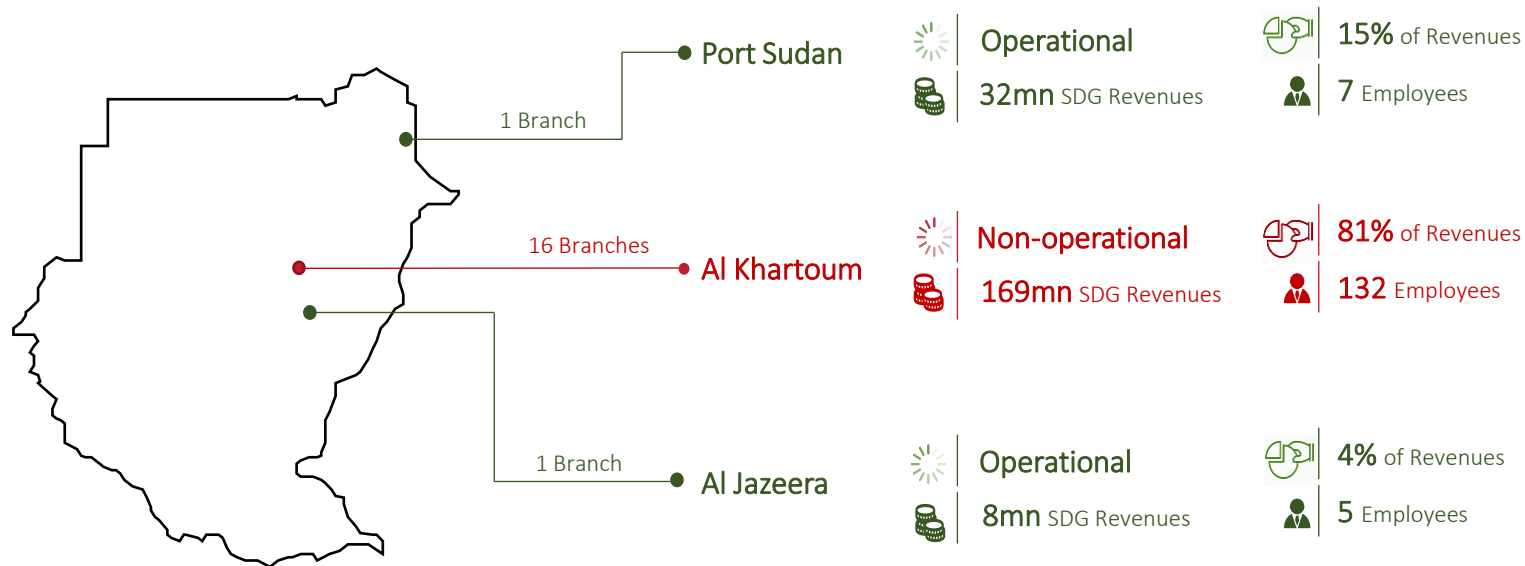 Port Sudan
1 Branch
Operational
32mn SDG Revenues
15% of Revenues
7 Employees
16 Branches
Al Khartoum
Non-operational
169mn SDG Revenues
81% of Revenues
132 Employees
1 Branch
Al Jazeera
Operational
8mn SDG Revenues
4% of Revenues
5 Employees